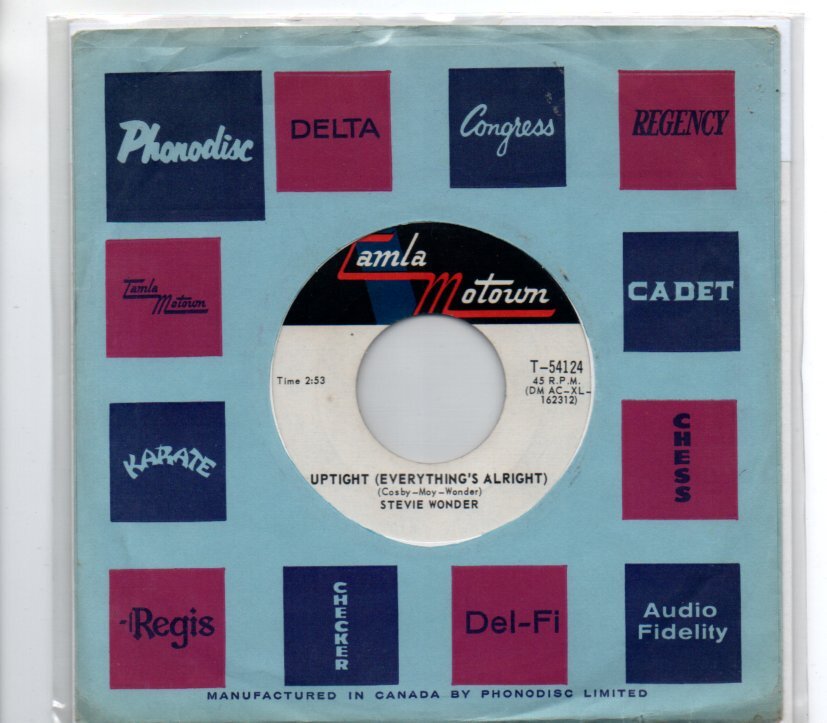 Phonodisc
DELTA
Congress
REGENCY
Tamla
Motown
CADET
KARATE
CHESS
Regis
CHECKER
Del-Fi
Audio
Fidelity
Tamla
Motown
Time 2:53
T-54124
45 R.P.M.
(DM AC-XL-
162312)
UPTIGHT (EVERYTHING'S ALRIGHT)
(Cosby-Moy-Wonder)
STEVIE WONDER
MANUFACTURED IN CANADA BY PHONODISC LIMITED